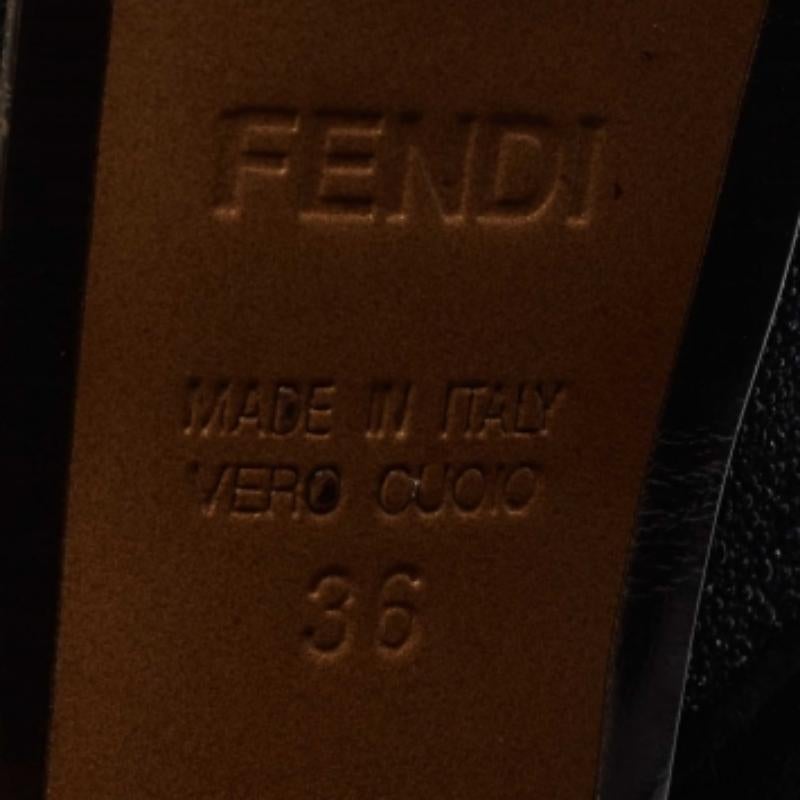 FENDI
MADE IN ITALY
VERO CUOIO
36